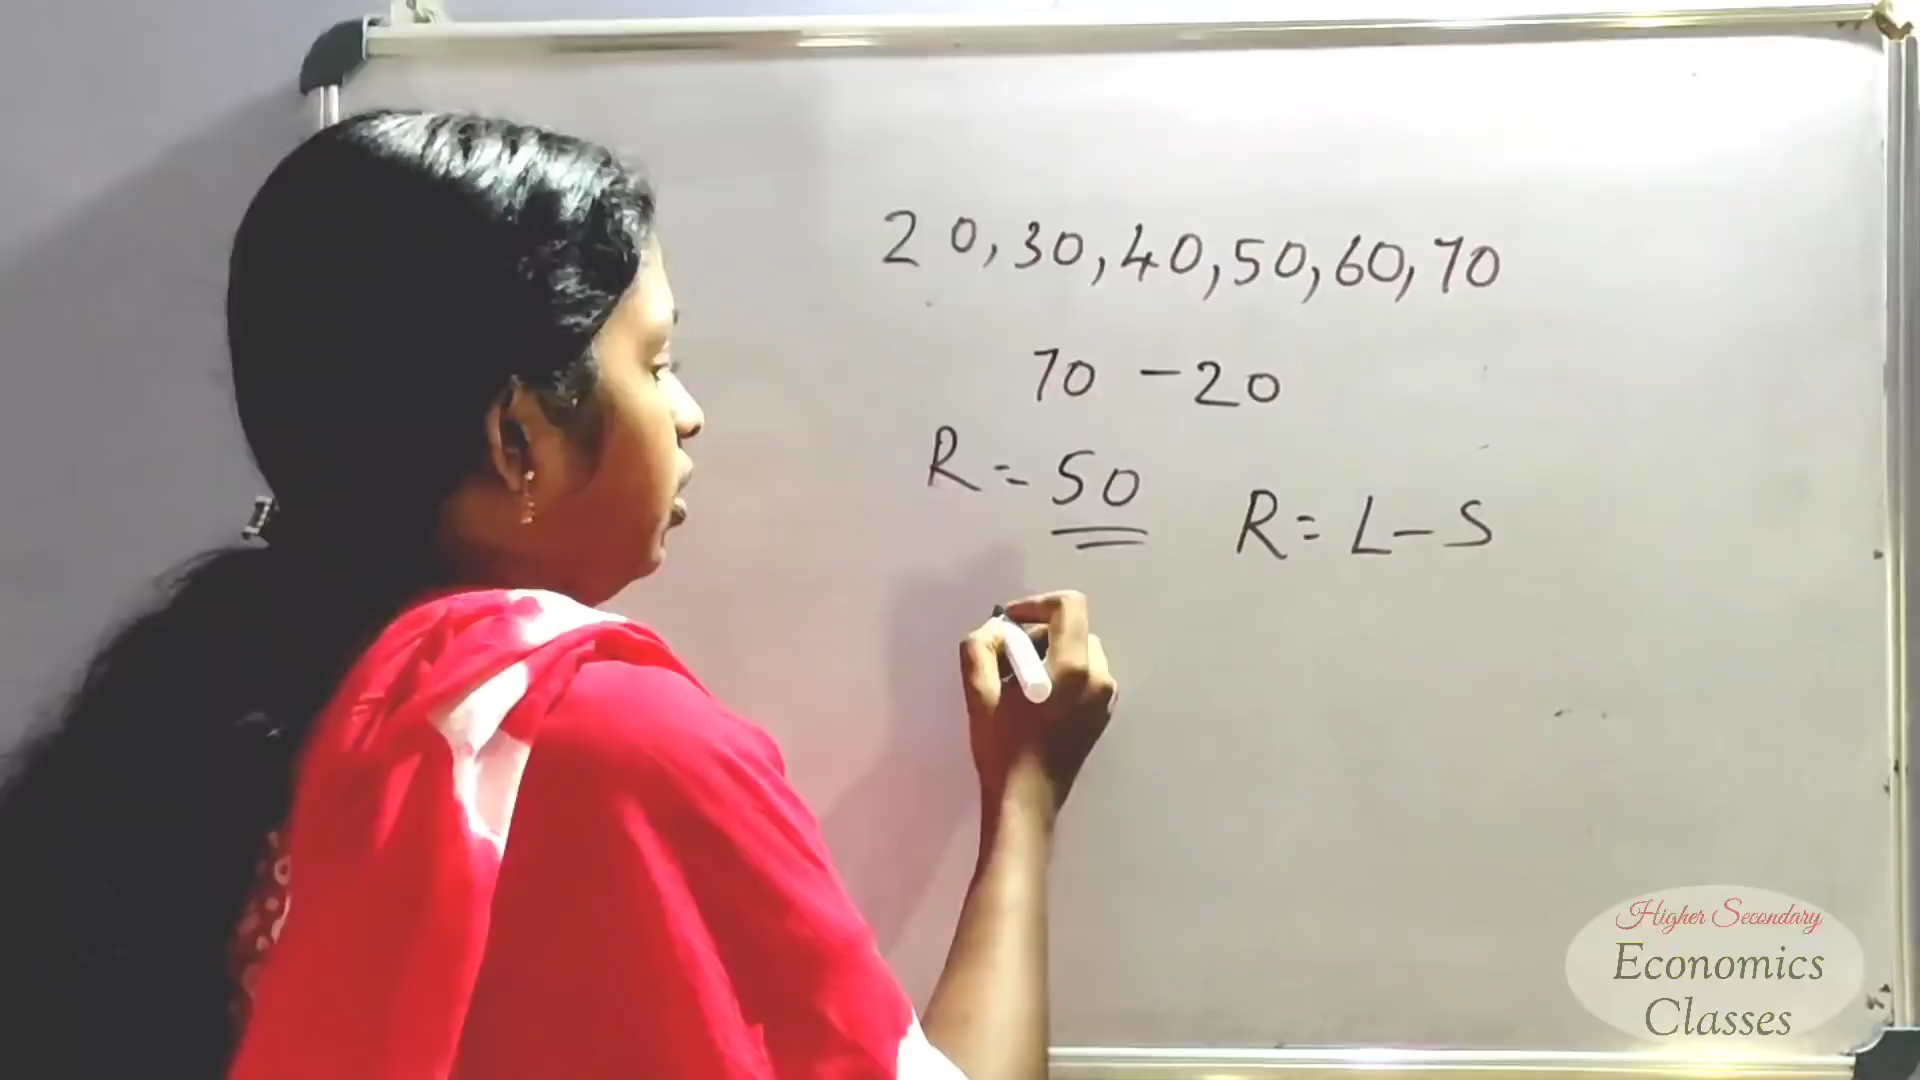 20, 30, 40, 50, 60, 70
70 - 20
R = 50
R = L - S
Higher Secondary
Economics
Classes